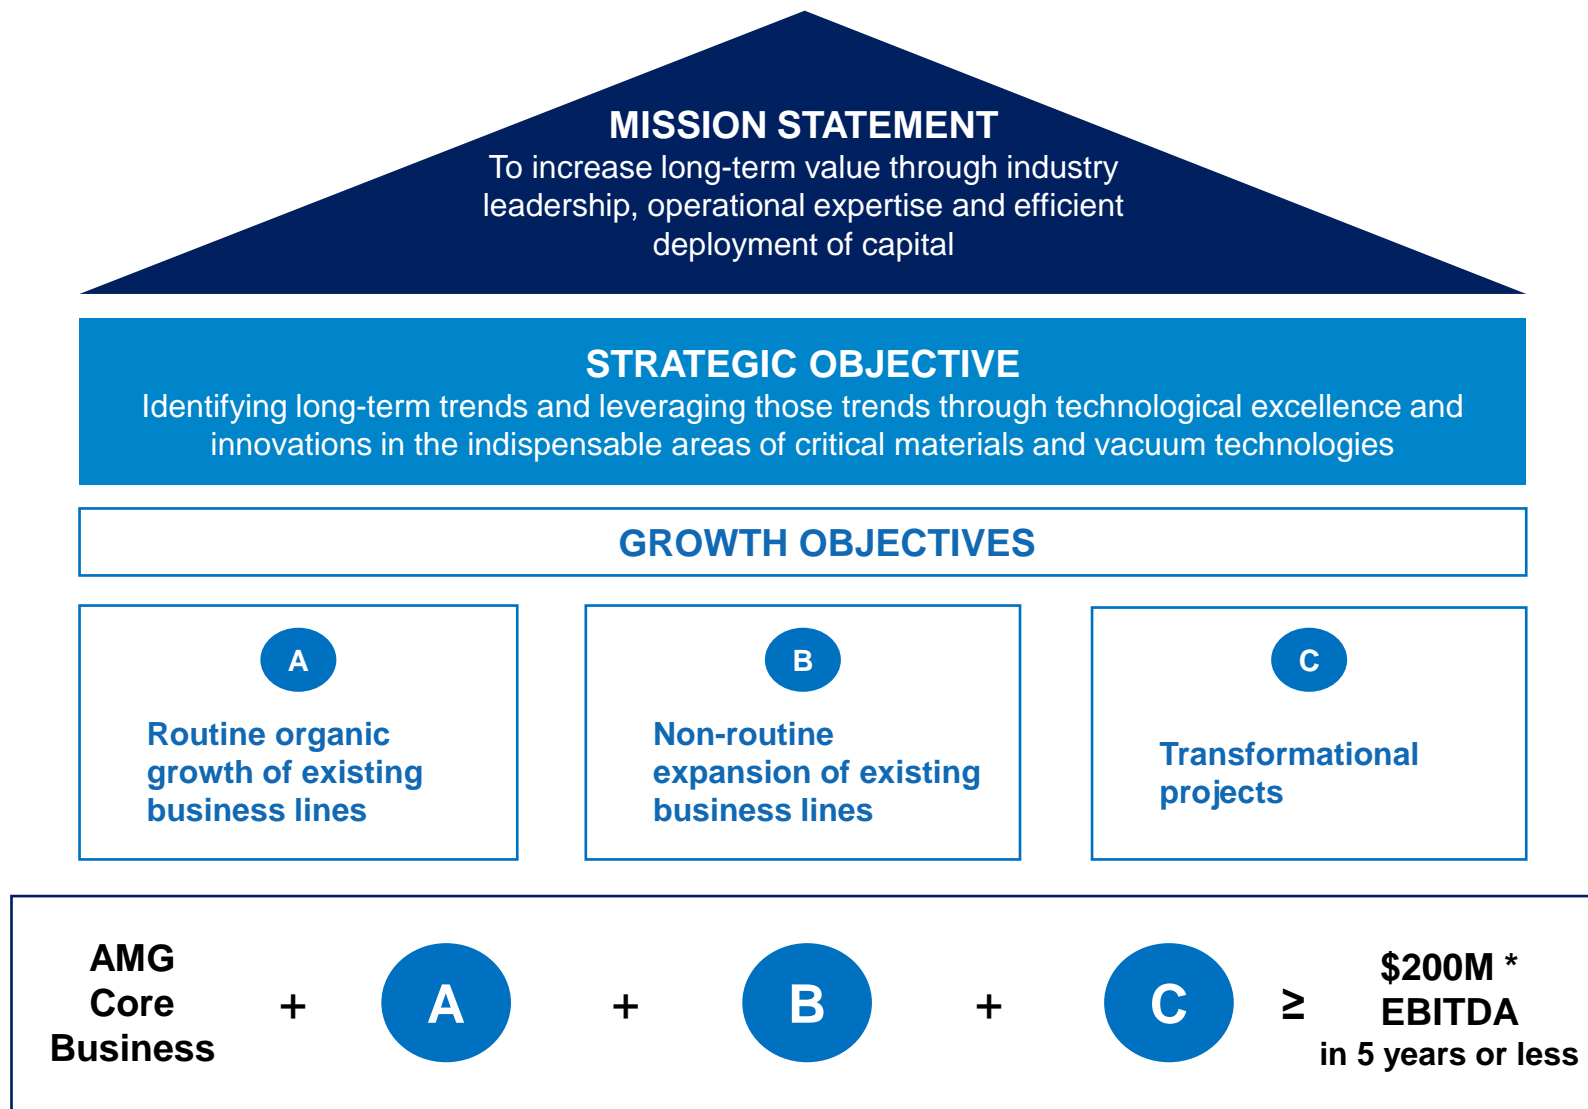 MISSION STATEMENT
To increase long-term value through industry
leadership, operational expertise and efficient
deployment of capital
STRATEGIC OBJECTIVE
Identifying long-term trends and leveraging those trends through technological excellence and
innovations in the indispensable areas of critical materials and vacuum technologies
GROWTH OBJECTIVES
A
Routine organic
growth of existing
business lines
B
Non-routine
expansion of existing
business lines
C
Transformational
projects
AMG
Core
Business
+
A
+
B
+
C
≥
$200M *
EBITDA
in 5 years or less